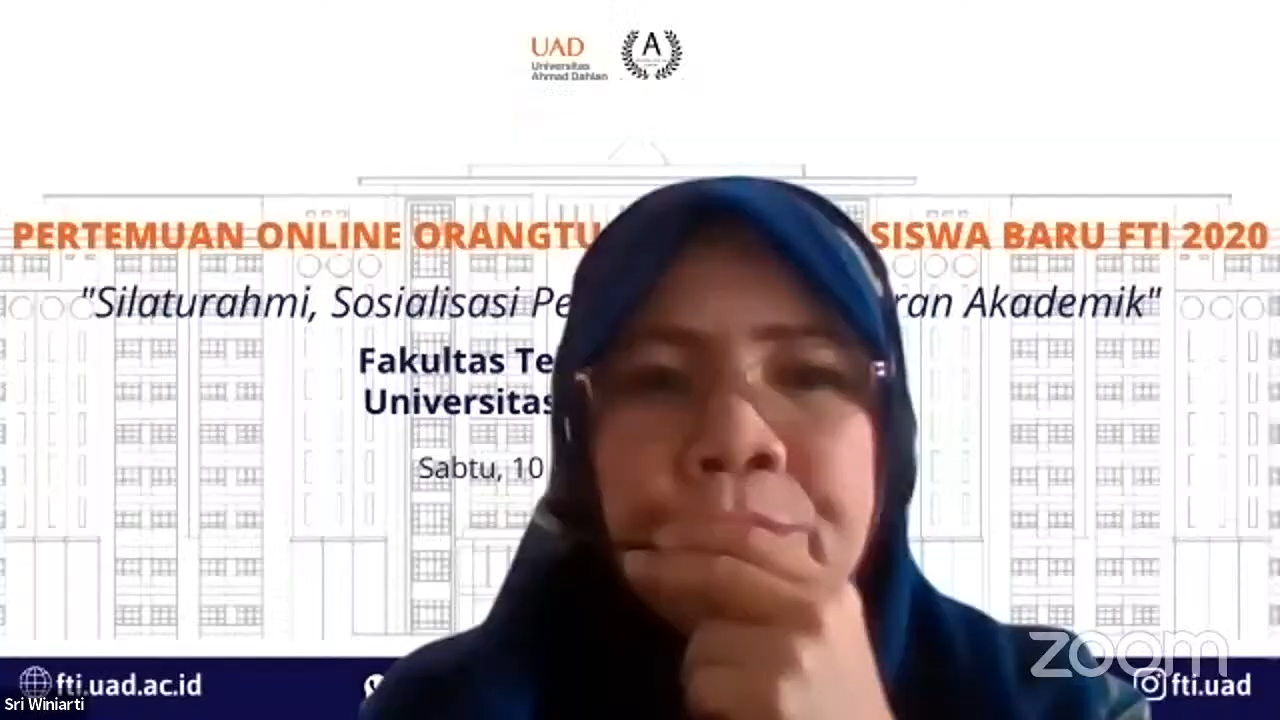 UAD
Universitas
Ahmad Dahlan
A
PERTEMUAN ONLINE ORANGTU SISWA BARU FTI 2020
"Silaturahmi, Sosialisasi Pe ran Akademik"
Fakultas Te
Universitas
Sabtu, 10
zoom
fti.uad.ac.id
fti.uad
Sri Winiarti